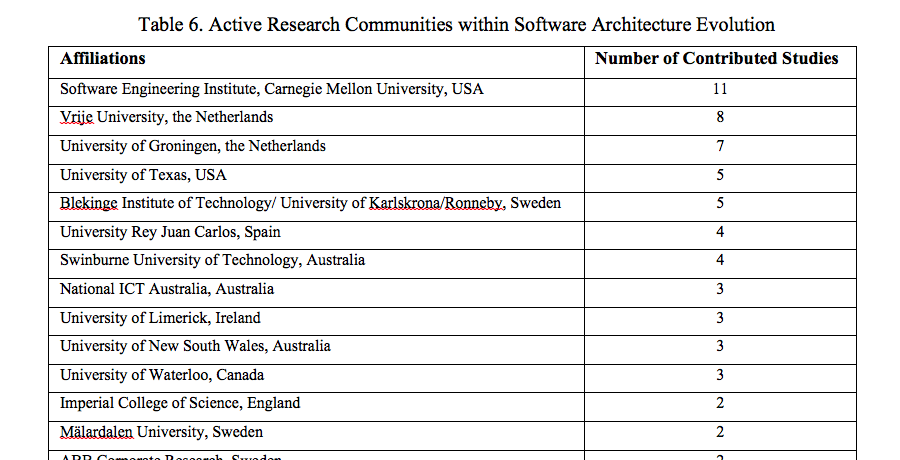 Table 6. Active Research Communities within Software Architecture Evolution
Affiliations Number of Contributed Studies
Software Engineering Institute, Carnegie Mellon University, USA 11
Vrije University, the Netherlands 8
University of Groningen, the Netherlands 7
University of Texas, USA 5
Blekinge Institute of Technology/ University of Karlskrona/Ronneby, Sweden 5
University Rey Juan Carlos, Spain 4
Swinburne University of Technology, Australia 4
National ICT Australia, Australia 3
University of Limerick, Ireland 3
University of New South Wales, Australia 3
University of Waterloo, Canada 3
Imperial College of Science, England 2
Mälardalen University, Sweden 2
ABB Corporate Research, Sweden